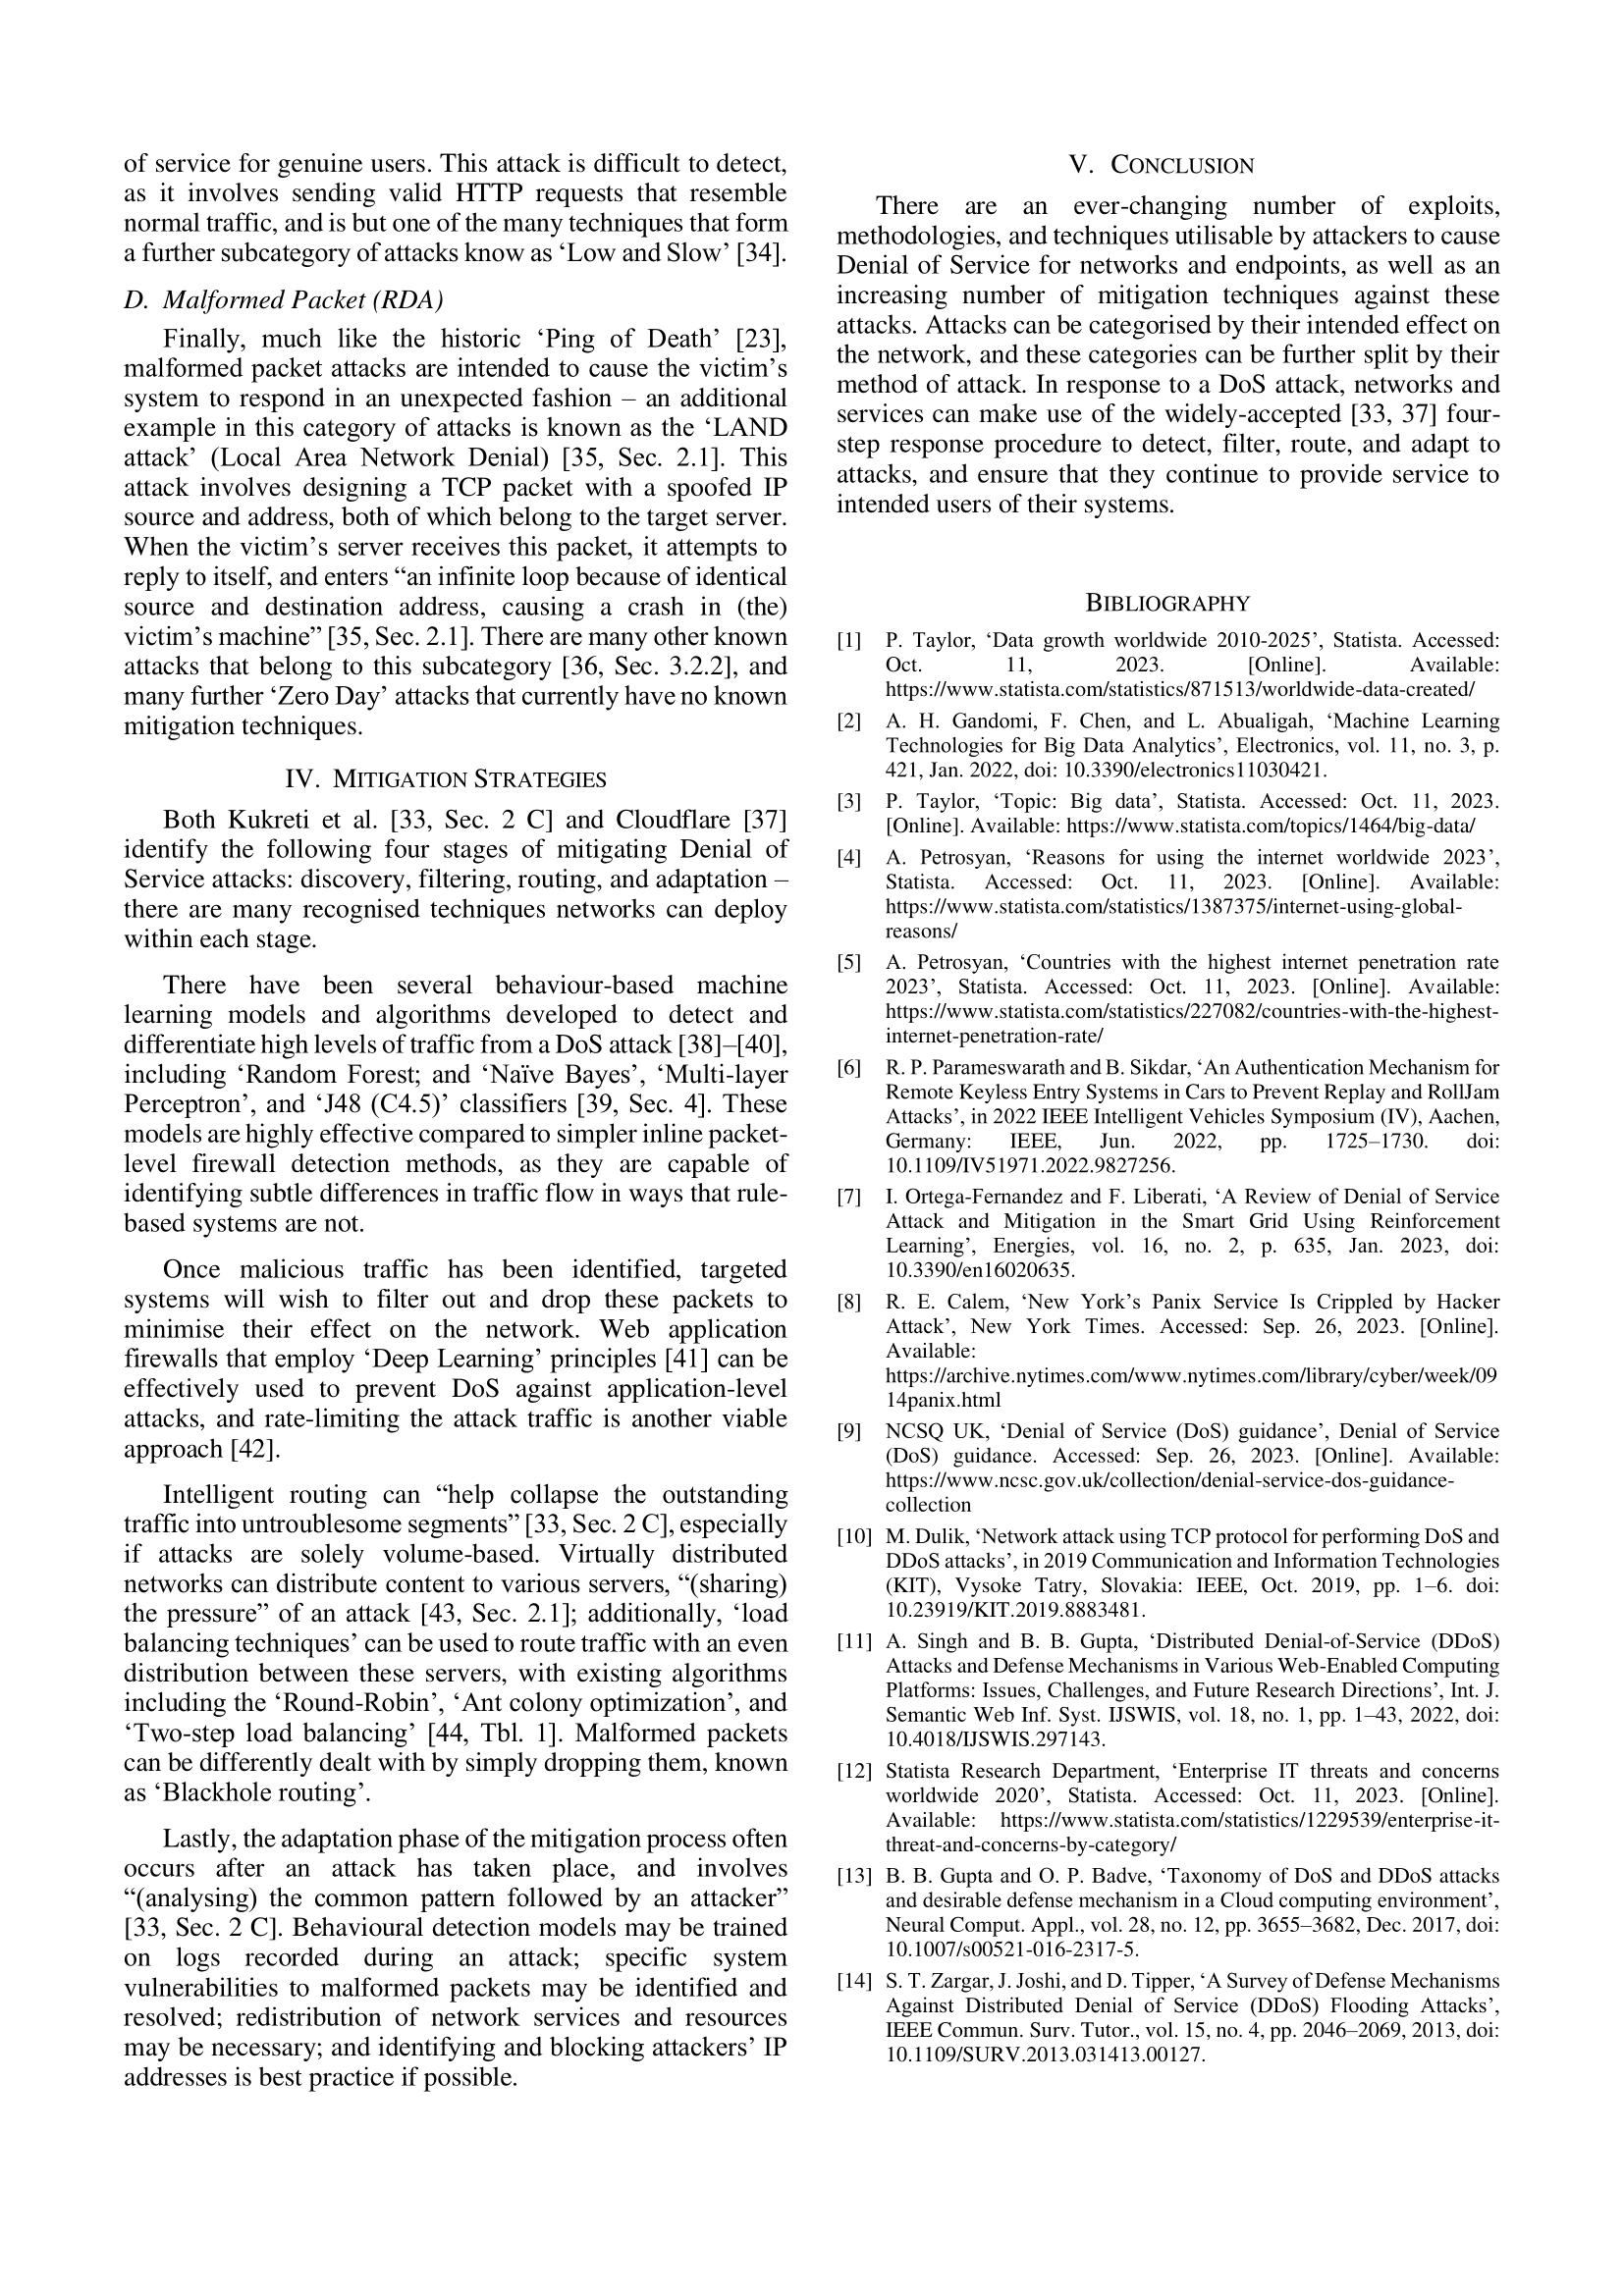 of service for genuine users. This attack is difficult to detect,
as it involves sending valid HTTP requests that resemble
normal traffic, and is but one of the many techniques that form
a further subcategory of attacks know as ‘Low and Slow’ [34].
D. Malformed Packet (RDA)
Finally, much like the historic ‘Ping of Death’ [23],
malformed packet attacks are intended to cause the victim’s
system to respond in an unexpected fashion – an additional
example in this category of attacks is known as the ‘LAND
attack’ (Local Area Network Denial) [35, Sec. 2.1]. This
attack involves designing a TCP packet with a spoofed IP
source and address, both of which belong to the target server.
When the victim’s server receives this packet, it attempts to
reply to itself, and enters “an infinite loop because of identical
source and destination address, causing a crash in (the)
victim’s machine” [35, Sec. 2.1]. There are many other known
attacks that belong to this subcategory [36, Sec. 3.2.2], and
many further ‘Zero Day’ attacks that currently have no known
mitigation techniques.
IV. MITIGATION STRATEGIES
Both Kukreti et al. [33, Sec. 2 C] and Cloudflare [37]
identify the following four stages of mitigating Denial of
Service attacks: discovery, filtering, routing, and adaptation –
there are many recognised techniques networks can deploy
within each stage.
There have been several behaviour-based machine
learning models and algorithms developed to detect and
differentiate high levels of traffic from a DoS attack [38]–[40],
including ‘Random Forest; and ‘Naïve Bayes’, ‘Multi-layer
Perceptron’, and ‘J48 (C4.5)’ classifiers [39, Sec. 4]. These
models are highly effective compared to simpler inline packet-
level firewall detection methods, as they are capable of
identifying subtle differences in traffic flow in ways that rule-
based systems are not.
Once malicious traffic has been identified, targeted
systems will wish to filter out and drop these packets to
minimise their effect on the network. Web application
firewalls that employ ‘Deep Learning’ principles [41] can be
effectively used to prevent DoS against application-level
attacks, and rate-limiting the attack traffic is another viable
approach [42].
Intelligent routing can “help collapse the outstanding
traffic into untroublesome segments” [33, Sec. 2 C], especially
if attacks are solely volume-based. Virtually distributed
networks can distribute content to various servers, “(sharing)
the pressure” of an attack [43, Sec. 2.1]; additionally, ‘load
balancing techniques’ can be used to route traffic with an even
distribution between these servers, with existing algorithms
including the ‘Round-Robin’, ‘Ant colony optimization’, and
‘Two-step load balancing’ [44, Tbl. 1]. Malformed packets
can be differently dealt with by simply dropping them, known
as ‘Blackhole routing’.
Lastly, the adaptation phase of the mitigation process often
occurs after an attack has taken place, and involves
“(analysing) the common pattern followed by an attacker”
[33, Sec. 2 C]. Behavioural detection models may be trained
on logs recorded during an attack; specific system
vulnerabilities to malformed packets may be identified and
resolved; redistribution of network services and resources
may be necessary; and identifying and blocking attackers’ IP
addresses is best practice if possible.
V. CONCLUSION
There are an ever-changing number of exploits,
methodologies, and techniques utilisable by attackers to cause
Denial of Service for networks and endpoints, as well as an
increasing number of mitigation techniques against these
attacks. Attacks can be categorised by their intended effect on
the network, and these categories can be further split by their
method of attack. In response to a DoS attack, networks and
services can make use of the widely-accepted [33, 37] four-
step response procedure to detect, filter, route, and adapt to
attacks, and ensure that they continue to provide service to
intended users of their systems.
BIBLIOGRAPHY
[1] P. Taylor, ‘Data growth worldwide 2010-2025’, Statista. Accessed:
Oct. 11, 2023. [Online]. Available:
https://www.statista.com/statistics/871513/worldwide-data-created/
[2] A. H. Gandomi, F. Chen, and L. Abualigah, ‘Machine Learning
Technologies for Big Data Analytics’, Electronics, vol. 11, no. 3, p.
421, Jan. 2022, doi: 10.3390/electronics11030421.
[3] P. Taylor, ‘Topic: Big data’, Statista. Accessed: Oct. 11, 2023.
[Online]. Available: https://www.statista.com/topics/1464/big-data/
[4] A. Petrosyan, ‘Reasons for using the internet worldwide 2023’,
Statista. Accessed: Oct. 11, 2023. [Online]. Available:
https://www.statista.com/statistics/1387375/internet-using-global-
reasons/
[5] A. Petrosyan, ‘Countries with the highest internet penetration rate
2023’, Statista. Accessed: Oct. 11, 2023. [Online]. Available:
https://www.statista.com/statistics/227082/countries-with-the-highest-
internet-penetration-rate/
[6] R. P. Parameswarath and B. Sikdar, ‘An Authentication Mechanism for
Remote Keyless Entry Systems in Cars to Prevent Replay and RollJam
Attacks’, in 2022 IEEE Intelligent Vehicles Symposium (IV), Aachen,
Germany: IEEE, Jun. 2022, pp. 1725–1730. doi:
10.1109/IV51971.2022.9827256.
[7] I. Ortega-Fernandez and F. Liberati, ‘A Review of Denial of Service
Attack and Mitigation in the Smart Grid Using Reinforcement
Learning’, Energies, vol. 16, no. 2, p. 635, Jan. 2023, doi:
10.3390/en16020635.
[8] R. E. Calem, ‘New York’s Panix Service Is Crippled by Hacker
Attack’, New York Times. Accessed: Sep. 26, 2023. [Online].
Available:
https://archive.nytimes.com/www.nytimes.com/library/cyber/week/09
14panix.html
[9] NCSQ UK, ‘Denial of Service (DoS) guidance’, Denial of Service
(DoS) guidance. Accessed: Sep. 26, 2023. [Online]. Available:
https://www.ncsc.gov.uk/collection/denial-service-dos-guidance-
collection
[10] M. Dulik, ‘Network attack using TCP protocol for performing DoS and
DDoS attacks’, in 2019 Communication and Information Technologies
(KIT), Vysoke Tatry, Slovakia: IEEE, Oct. 2019, pp. 1–6. doi:
10.23919/KIT.2019.8883481.
[11] A. Singh and B. B. Gupta, ‘Distributed Denial-of-Service (DDoS)
Attacks and Defense Mechanisms in Various Web-Enabled Computing
Platforms: Issues, Challenges, and Future Research Directions’, Int. J.
Semantic Web Inf. Syst. IJSWIS, vol. 18, no. 1, pp. 1–43, 2022, doi:
10.4018/IJSWIS.297143.
[12] Statista Research Department, ‘Enterprise IT threats and concerns
worldwide 2020’, Statista. Accessed: Oct. 11, 2023. [Online].
Available: https://www.statista.com/statistics/1229539/enterprise-it-
threat-and-concerns-by-category/
[13] B. B. Gupta and O. P. Badve, ‘Taxonomy of DoS and DDoS attacks
and desirable defense mechanism in a Cloud computing environment’,
Neural Comput. Appl., vol. 28, no. 12, pp. 3655–3682, Dec. 2017, doi:
10.1007/s00521-016-2317-5.
[14] S. T. Zargar, J. Joshi, and D. Tipper, ‘A Survey of Defense Mechanisms
Against Distributed Denial of Service (DDoS) Flooding Attacks’,
IEEE Commun. Surv. Tutor., vol. 15, no. 4, pp. 2046–2069, 2013, doi:
10.1109/SURV.2013.031413.00127.